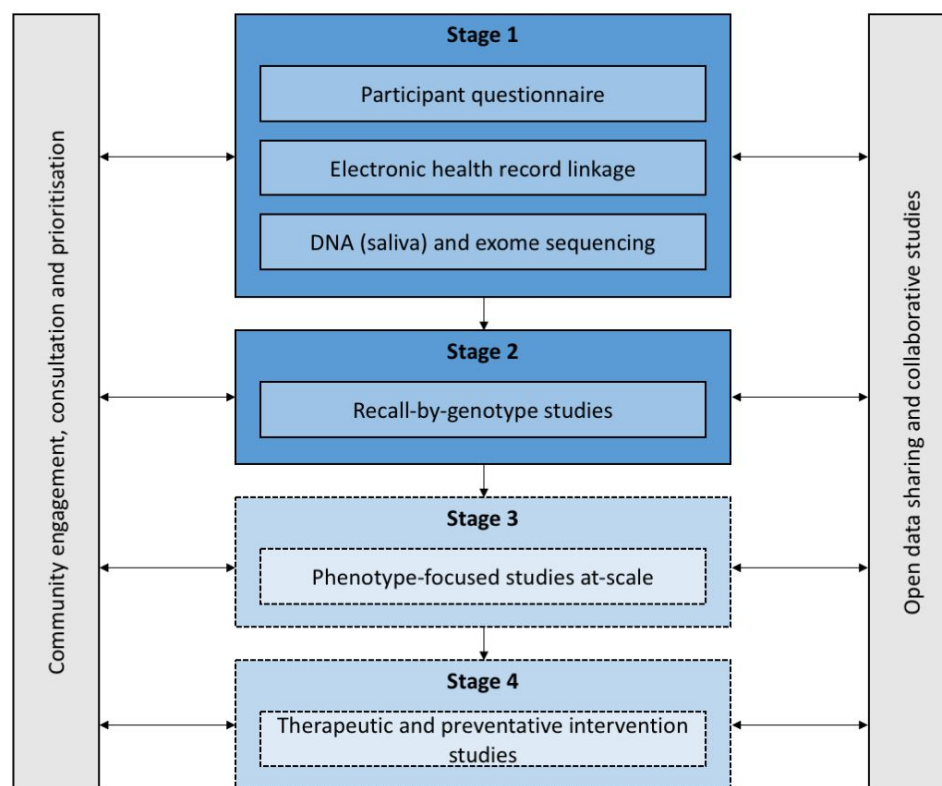 Community engagement, consultation and prioritisation
Stage 1
Participant questionnaire
Electronic health record linkage
DNA (saliva) and exome sequencing
Stage 2
Recall-by-genotype studies
Stage 3
Phenotype-focused studies at-scale
Stage 4
Therapeutic and preventative intervention
studies
Open data sharing and collaborative studies